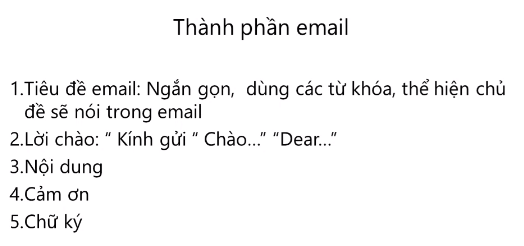 Thành phần email
1.Tiêu đề email: Ngắn gọn, dùng các từ khóa, thể hiện chủ
đề sẽ nói trong email
2.Lời chào: “ Kính gửi “ Chào...” “Dear...”
3.Nội dung
4.Cảm ơn
5.Chữ ký